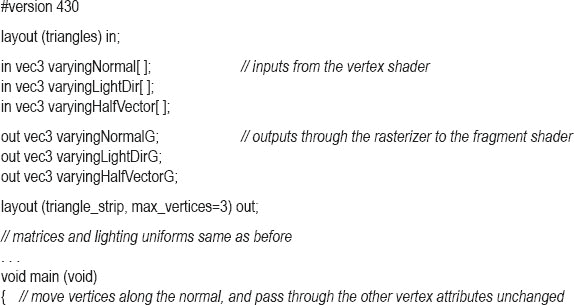 #version 430
layout (triangles) in;
in vec3 varyingNormal[ ]; // inputs from the vertex shader
in vec3 varyingLightDir[ ];
in vec3 varyingHalfVector[ ];
out vec3 varyingNormalG; // outputs through the rasterizer to the fragment shader
out vec3 varyingLightDirG;
out vec3 varyingHalfVectorG;
layout (triangle_strip, max_vertices=3) out;
// matrices and lighting uniforms same as before
. . .
void main (void)
{ // move vertices along the normal, and pass through the other vertex attributes unchanged